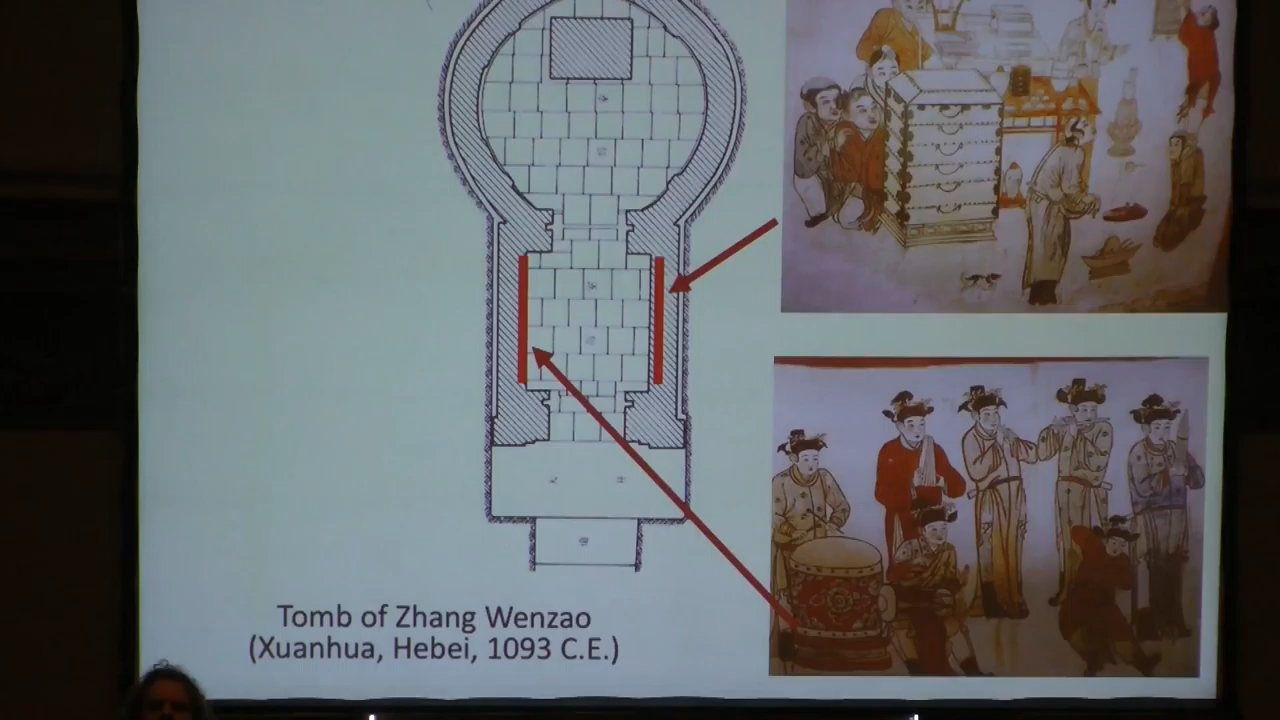 Tomb of Zhang Wenzao
(Xuanhua, Hebei, 1093 C.E.)